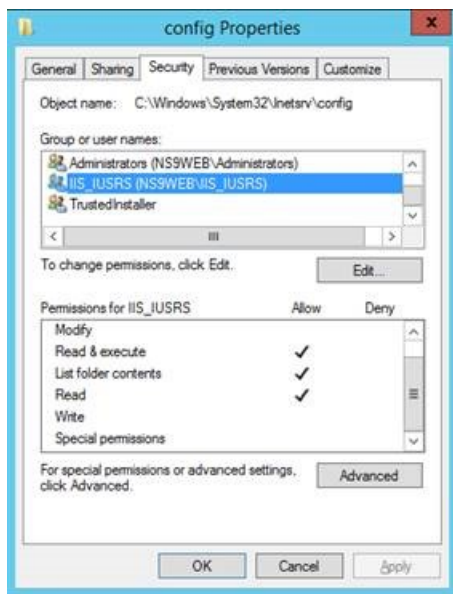 config Properties
x
General Sharing Security Previous Versions Customize
Object name: C:\Windows\System32\Inetsrv\config
Group or user names:
Administrators (NS9WEB\Administrators)
IIS_IUSRS (NS9WEB\IIS_IUSRS)
TrustedInstaller
To change permissions, click Edit.
Edit...
Permissions for IIS_IUSRS Allow Deny
Modify
Read & execute
List folder contents
Read
Write
Special permissions
For special permissions or advanced settings,
click Advanced.
Advanced
OK Cancel Apply